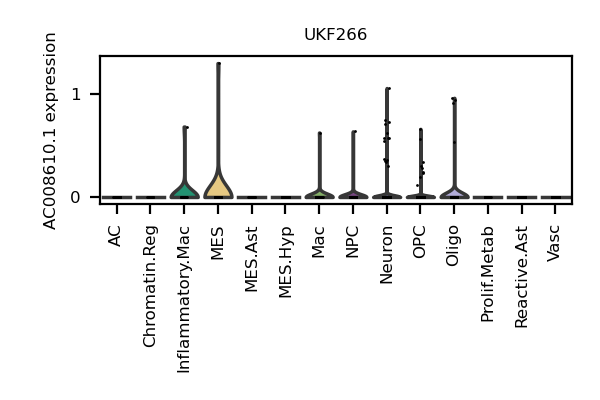 UKF266
AC008610.1 expression
1
0
AC
Chromatin.Reg
Inflammatory.Mac
MES
MES.Ast
MES.Hyp
Mac
NPC
Neuron
OPC
Oligo
Prolif.Metab
Reactive.Ast
Vasc